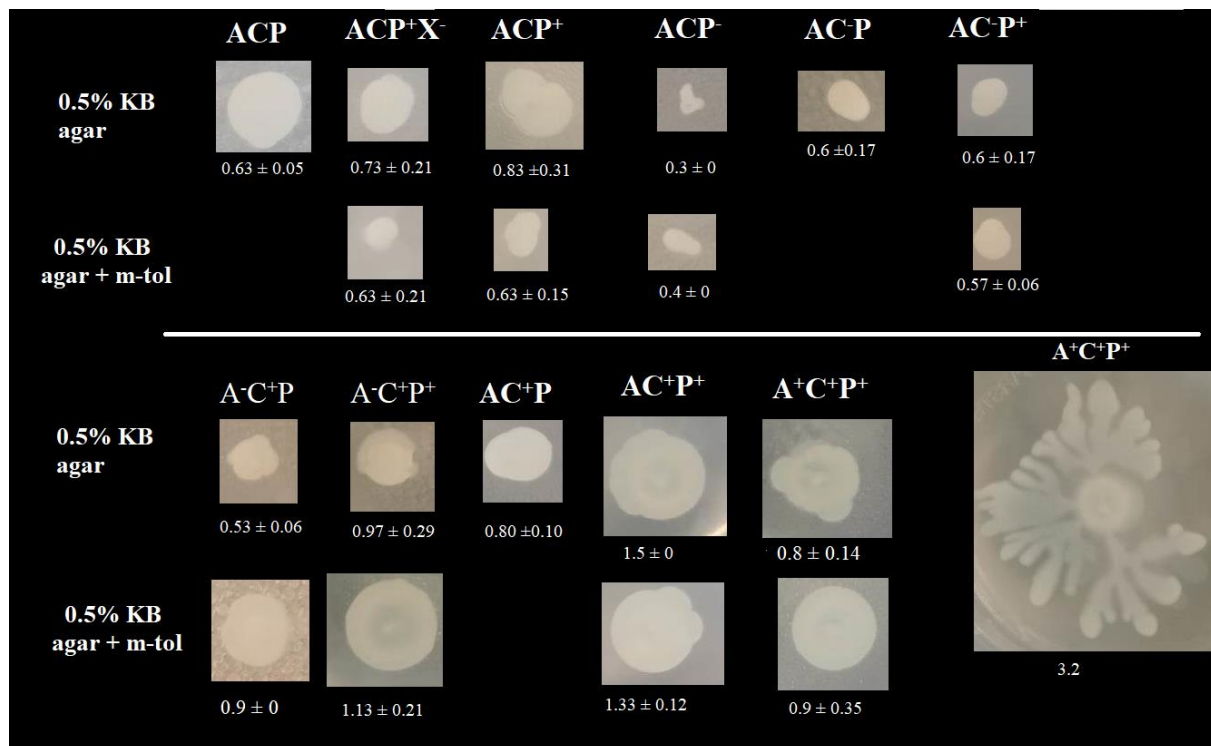 ACP ACP⁺X⁻ ACP⁺ ACP⁻ AC⁻P AC⁻P⁺
0.5% KB
agar
0.63 ± 0.05 0.73 ± 0.21 0.83 ±0.31 0.3 ± 0 0.6 ±0.17 0.6 ± 0.17
0.5% KB
agar + m-tol
0.63 ± 0.21 0.63 ± 0.15 0.4 ± 0 0.57 ± 0.06
A⁺C⁺P⁺
A⁻C⁺P A⁻C⁺P⁺ AC⁺P AC⁺P⁺ A⁺C⁺P⁺
0.5% KB
agar
0.53 ± 0.06 0.97 ± 0.29 0.80 ±0.10 1.5 ± 0 0.8 ± 0.14
0.5% KB
agar + m-tol
3.2
0.9 ± 0 1.13 ± 0.21 1.33 ± 0.12 0.9 ± 0.35